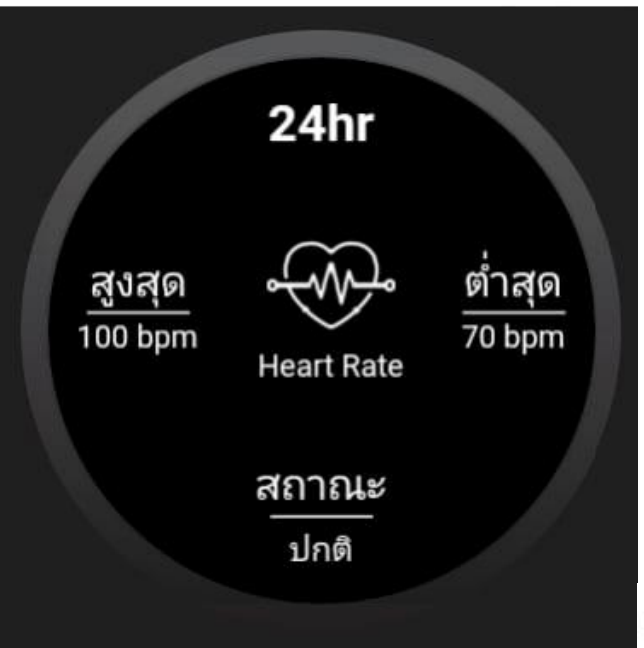 24hr
สูงสุด
100 bpm
Heart Rate
ต่ำสุด
70 bpm
สถาณะ
ปกติ